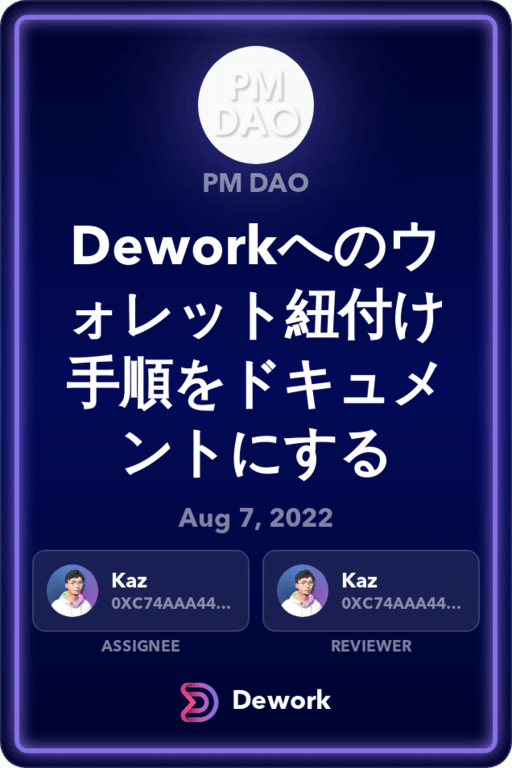 PM
DAO
PM DAO
Deworkへのウ
ォレット紐付け
手順をドキュメ
ントにする
Aug 7, 2022
Kaz
0XC74AAA44...
Kaz
0XC74AAA44...
ASSIGNEE
REVIEWER
Dework